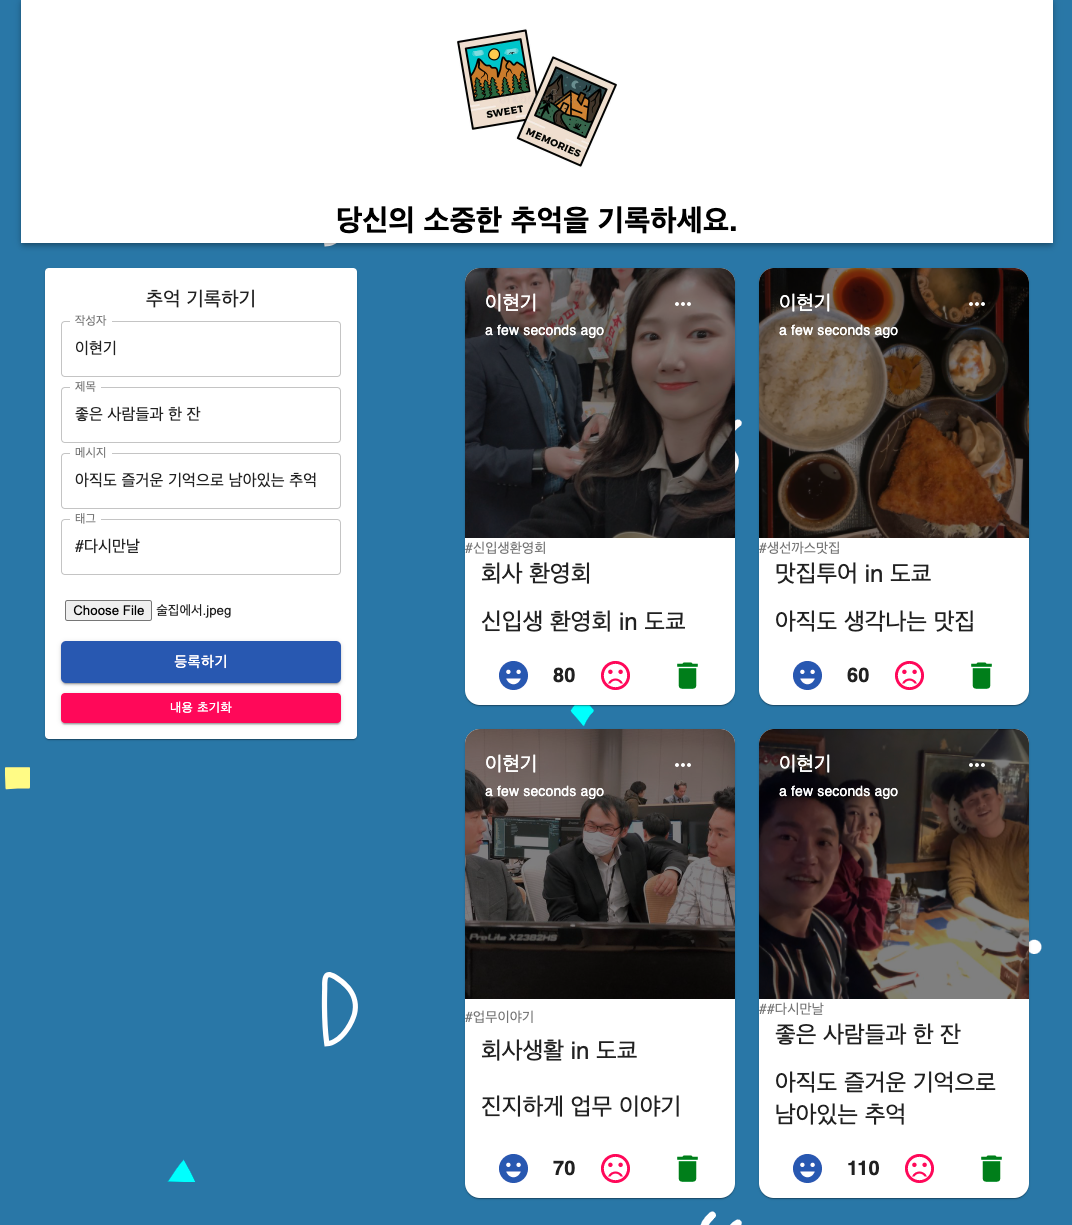 SWEET
MEMORIES
당신의 소중한 추억을 기록하세요.
추억 기록하기
작성자
이현기
제목
좋은 사람들과 한 잔
메시지
아직도 즐거운 기억으로 남아있는 추억
태그
#다시만날
Choose File 술집에서.jpeg
등록하기
내용 초기화
이현기
a few seconds ago
#신입생환영회
회사 환영회
신입생 환영회 in 도쿄
80
이현기
a few seconds ago
#생선까스맛집
맛집투어 in 도쿄
아직도 생각나는 맛집
60
이현기
a few seconds ago
ProLite X2382HS
#업무이야기
회사생활 in 도쿄
진지하게 업무 이야기
70
이현기
a few seconds ago
##다시만날
좋은 사람들과 한 잔
아직도 즐거운 기억으로
남아있는 추억
110